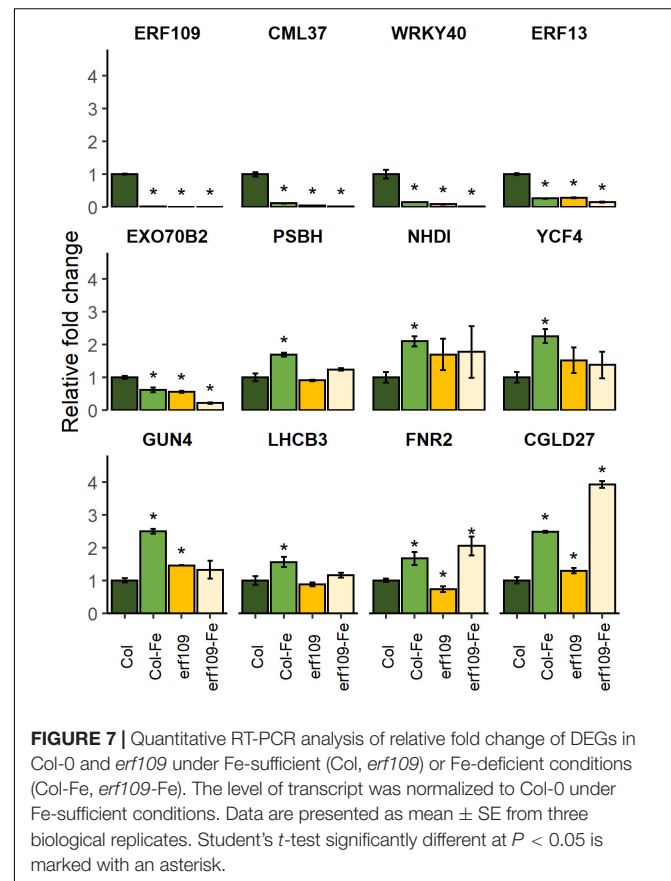 ERF109 CML37 WRKY40 ERF13
4
3
2
1
* * * * * * * * * * * *
0
EXO70B2 PSBH NHDI YCF4
4
3
2
1
0
* * * * * *
Relative fold change
GUN4 LHCB3 FNR2 CGLD27
4
3
2
1
0
* * * * * * * * *
Col Col-Fe erf109 erf109-Fe Col Col-Fe erf109 erf109-Fe Col Col-Fe erf109 erf109-Fe Col Col-Fe erf109 erf109-Fe
FIGURE 7 | Quantitative RT-PCR analysis of relative fold change of DEGs in
Col-0 and erf109 under Fe-sufficient (Col, erf109) or Fe-deficient conditions
(Col-Fe, erf109-Fe). The level of transcript was normalized to Col-0 under
Fe-sufficient conditions. Data are presented as mean ± SE from three
biological replicates. Student's t-test significantly different at P < 0.05 is
marked with an asterisk.